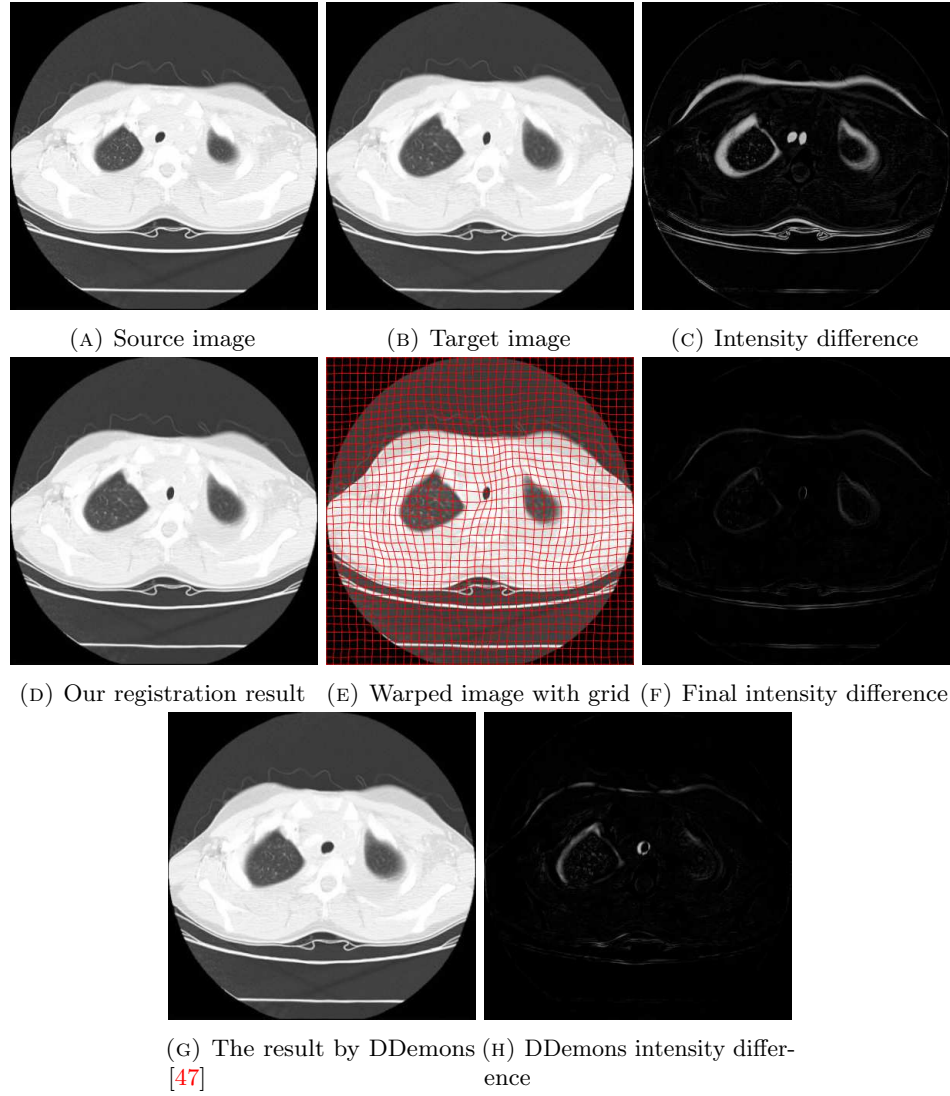 (A) Source image
(B) Target image
(C) Intensity difference
(D) Our registration result
(E) Warped image with grid
(F) Final intensity difference
(G) The result by DDemons
[47]
(H) DDemons intensity differ-
ence